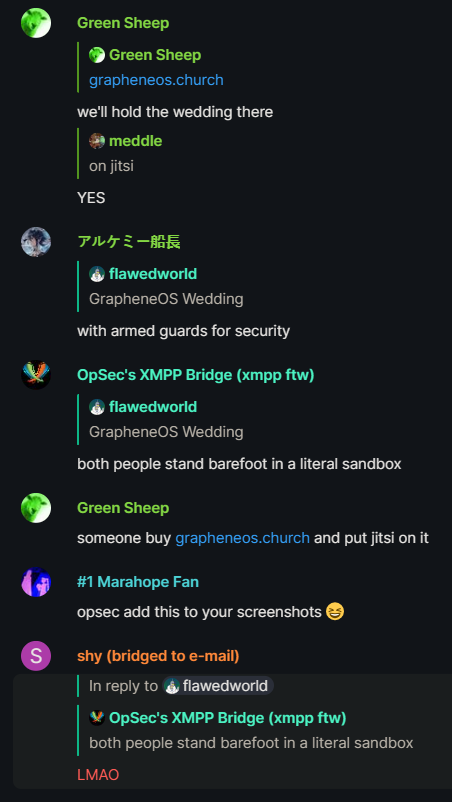 Green Sheep
Green Sheep
grapheneos.church
we'll hold the wedding there
meddle
on jitsi
YES
アルケミー船長
flawedworld
GrapheneOS Wedding
with armed guards for security
OpSec's XMPP Bridge (xmpp ftw)
flawedworld
GrapheneOS Wedding
both people stand barefoot in a literal sandbox
Green Sheep
someone buy grapheneos.church and put jitsi on it
#1 Marahope Fan
opsec add this to your screenshots 😆
S
shy (bridged to e-mail)
In reply to flawedworld
OpSec's XMPP Bridge (xmpp ftw)
both people stand barefoot in a literal sandbox
LMAO